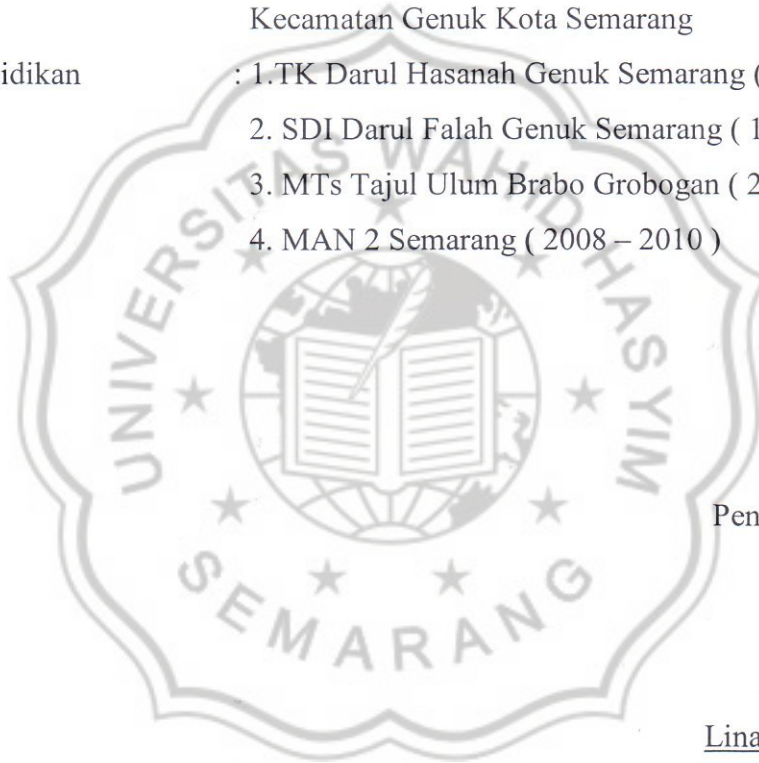 Kecamatan Genuk Kota Semarang
idikan : 1.TK Darul Hasanah Genuk Semarang (
2. SDI Darul Falah Genuk Semarang ( 1
3. MTs Tajul Ulum Brabo Grobogan ( 2
4. MAN 2 Semarang ( 2008 – 2010 )
UNIVERSITAS WAHID HASYIM
SEMARANG
Pen
Lina